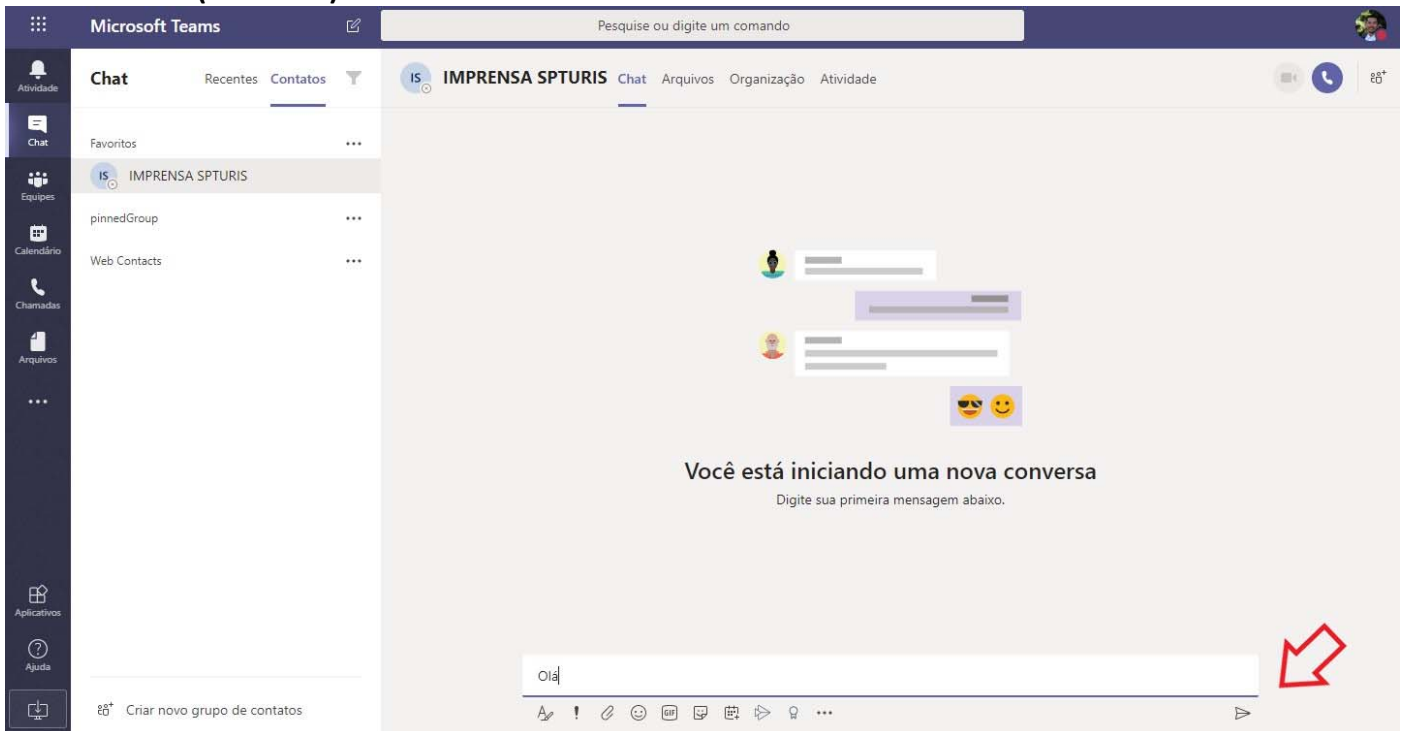 Microsoft Teams
Pesquise ou digite um comando
Atividade
Chat
Equipes
Calendário
Chamadas
Arquivos
Aplicativos
Ajuda
Chat Recentes Contatos
Favoritos
IS IMPRENSA SPTURIS
pinnedGroup
Web Contacts
Criar novo grupo de contatos
IS IMPRENSA SPTURIS Chat Arquivos Organização Atividade
Você está iniciando uma nova conversa
Digite sua primeira mensagem abaixo.
Olá
GIF